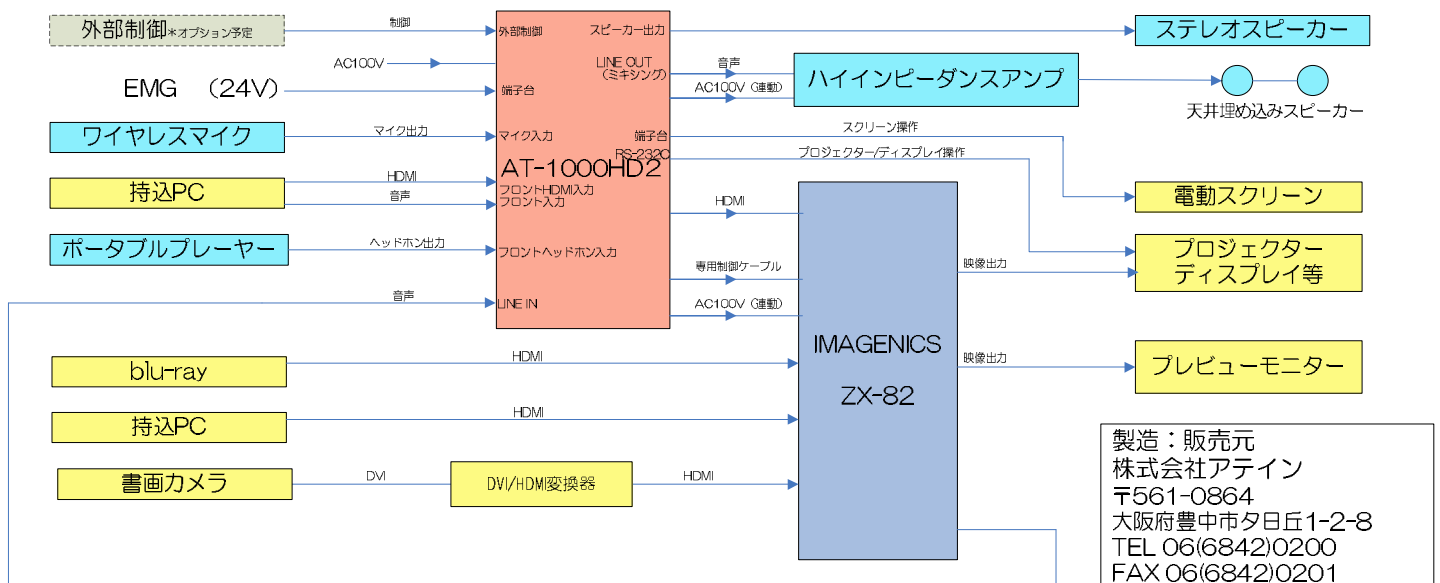 外部制御*オプション予定
制御
外部制御
スピーカー出力
ステレオスピーカー
AC100V
LINE OUT
(ミキシング)
音声
AC100V (連動)
ハイインピーダンスアンプ
天井埋め込みスピーカー
EMG (24V)
端子台
ワイヤレスマイク
マイク出力
マイク入力
端子台
スクリーン操作
RS-232C
プロジェクター/ディスプレイ操作
AT-1000HD2
持込PC
HDMI
音声
フロントHDMI入力
フロント入力
HDMI
電動スクリーン
ポータブルプレーヤー
ヘッドホン出力
フロントヘッドホン入力
専用制御ケーブル
映像出力
プロジェクター
ディスプレイ等
音声
LINE IN
AC100V (連動)
IMAGENICS
ZX-82
blu-ray
HDMI
映像出力
プレビューモニター
持込PC
HDMI
書画カメラ
DVI
DVI/HDMI変換器
HDMI
製造：販売元
株式会社アテイン
〒561-0864
大阪府豊中市夕日丘1-2-8
TEL 06(6842)0200
FAX 06(6842)0201